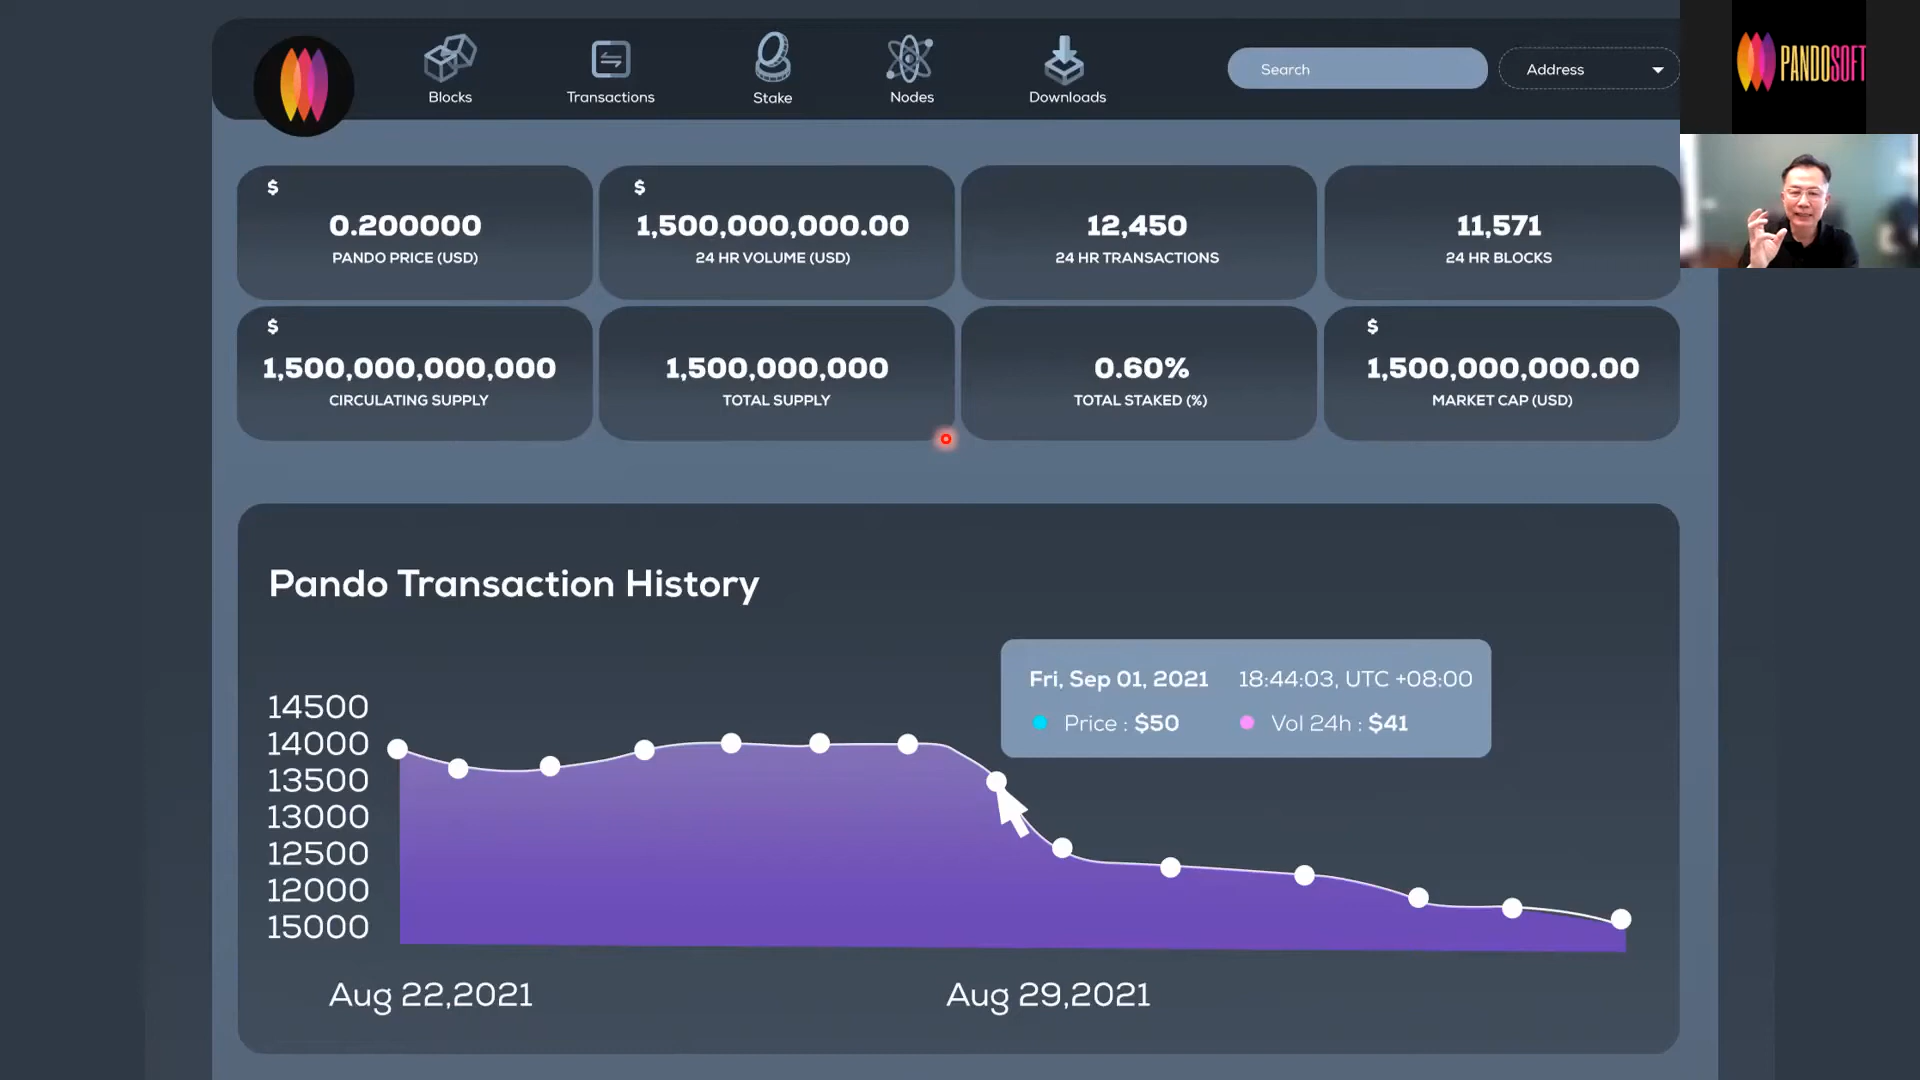 Blocks
Transactions
Stake
Nodes
Downloads
Search
Address
PANDOSOFT
$
0.200000
PANDO PRICE (USD)
$
1,500,000,000.00
24 HR VOLUME (USD)
12,450
24 HR TRANSACTIONS
11,571
24 HR BLOCKS
$
1,500,000,000,000
CIRCULATING SUPPLY
1,500,000,000
TOTAL SUPPLY
0.60%
TOTAL STAKED (%)
$
1,500,000,000.00
MARKET CAP (USD)
Pando Transaction History
Fri, Sep 01, 2021 18:44:03, UTC +08:00
Price : $50 Vol 24h : $41
14500
14000
13500
13000
12500
12000
15000
Aug 22,2021
Aug 29,2021